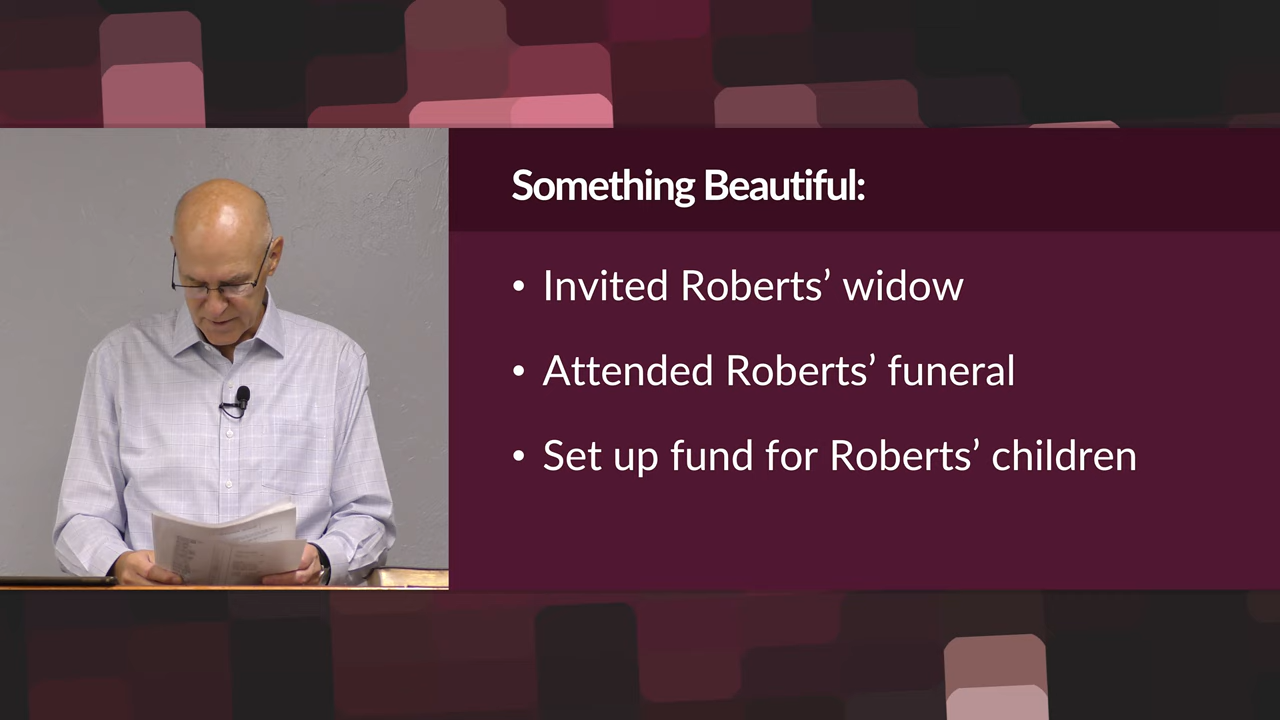 Something Beautiful:
• Invited Roberts’ widow
• Attended Roberts’ funeral
• Set up fund for Roberts’ children